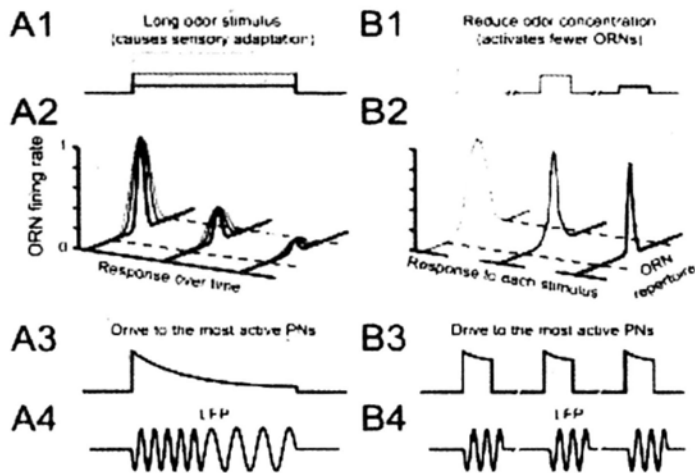 A1
Long odor stimulus
(causes sensory adaptation)
B1
Reduce odor concentration
(activates fewer ORNs)
A2
ORN firing rate
1
0
Response over time
B2
Response to each stimulus
ORN
repertoire
A3
Drive to the most active PNs
B3
Drive to the most active PNs
A4
LFP
B4
LFP